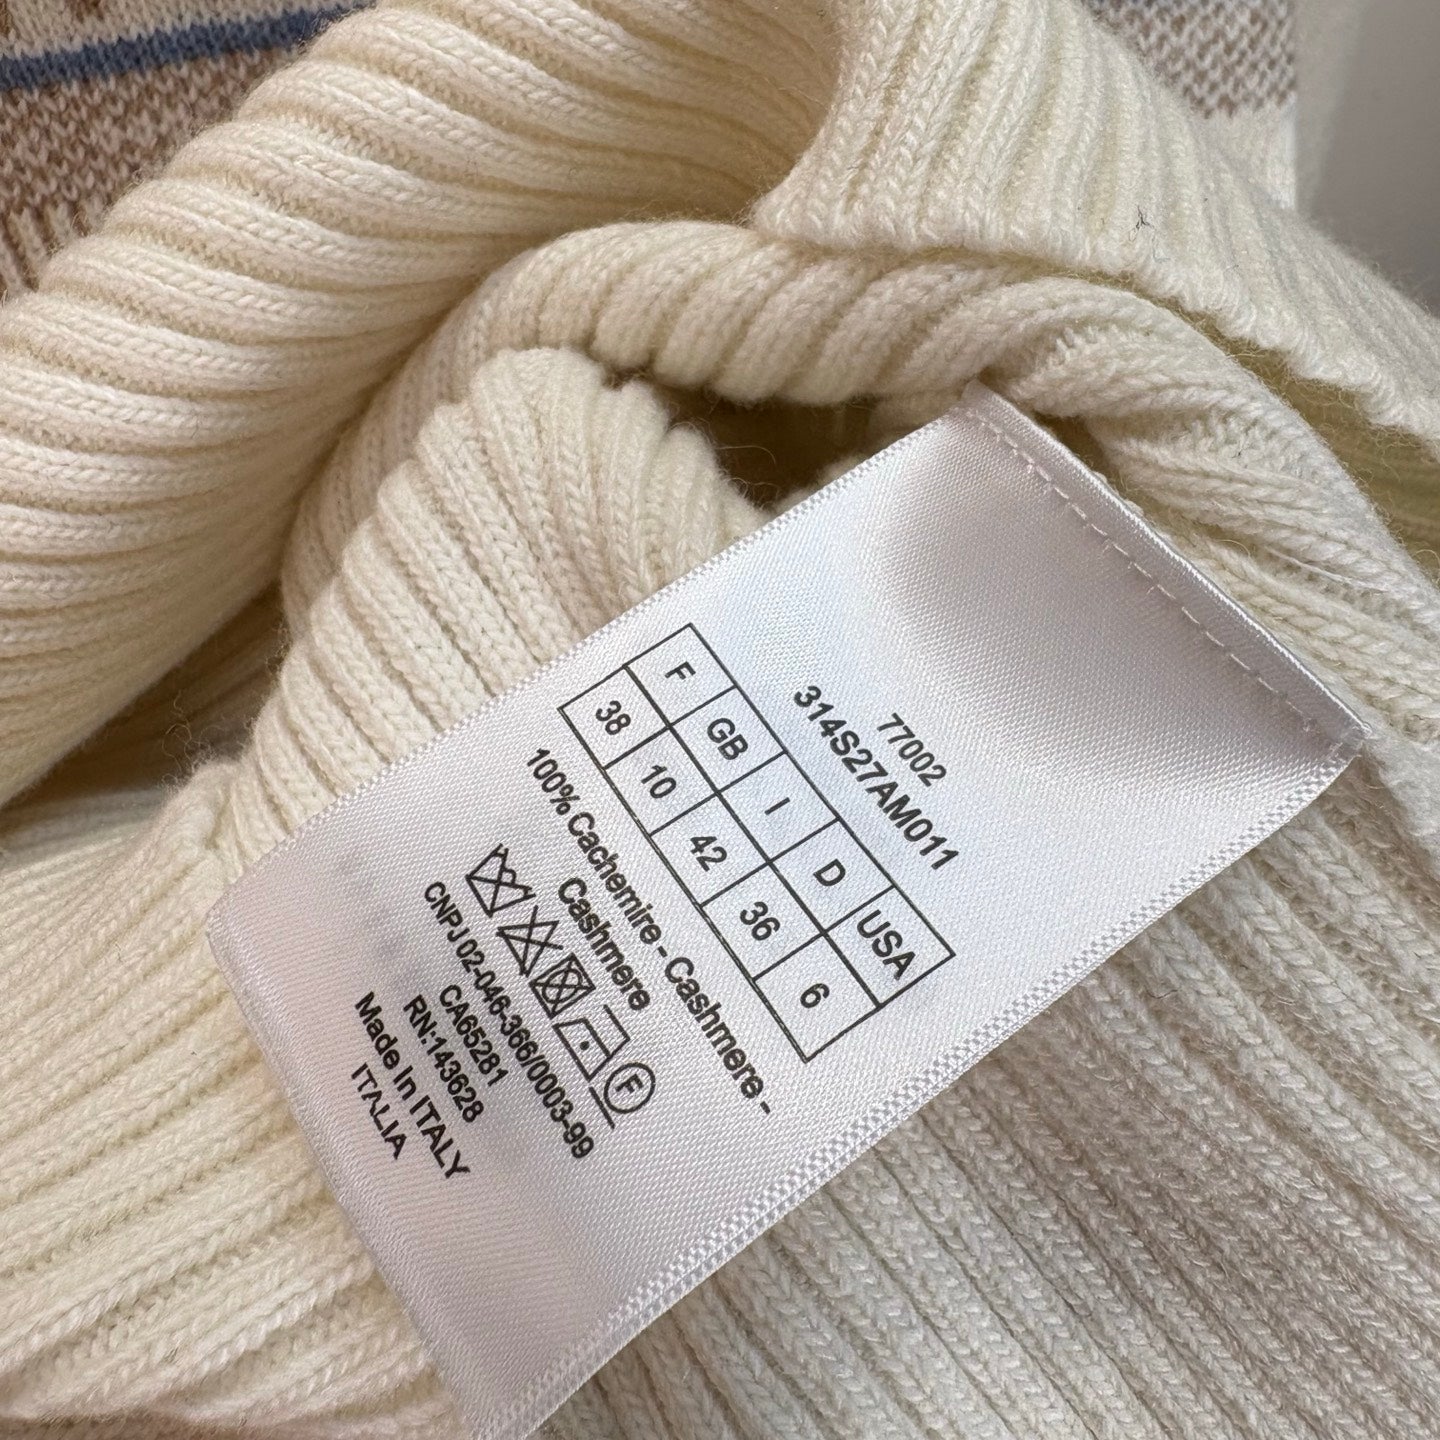 77002
314S27AM011
F GB I D USA
38 10 42 36 6
100% Cachemire - Cashmere -
Cashmere
F
CNPJ 02-046-366/0003-99
CA65281
RN:143628
Made In ITALY
ITALIA